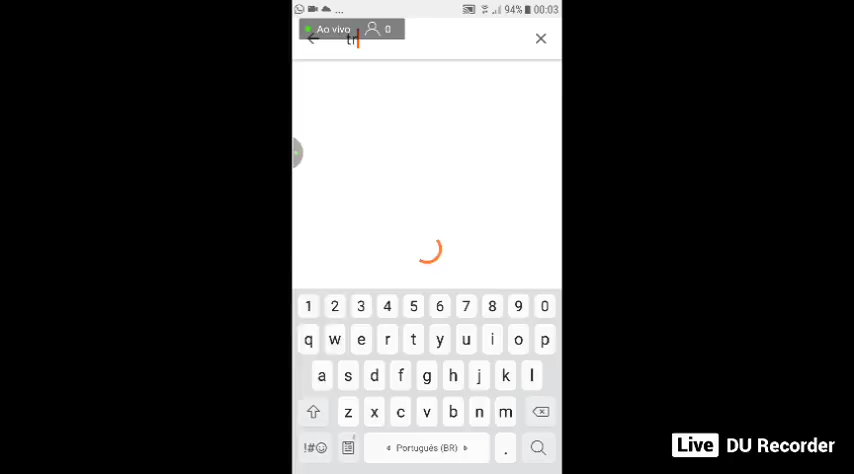 ... 94% 00:03
Ao vivo 0
tr
1 2 3 4 5 6 7 8 9 0
q w e r t y u i o p
a s d f g h j k l
z x c v b n m
!#☺ Português (BR) .
Live DU Recorder